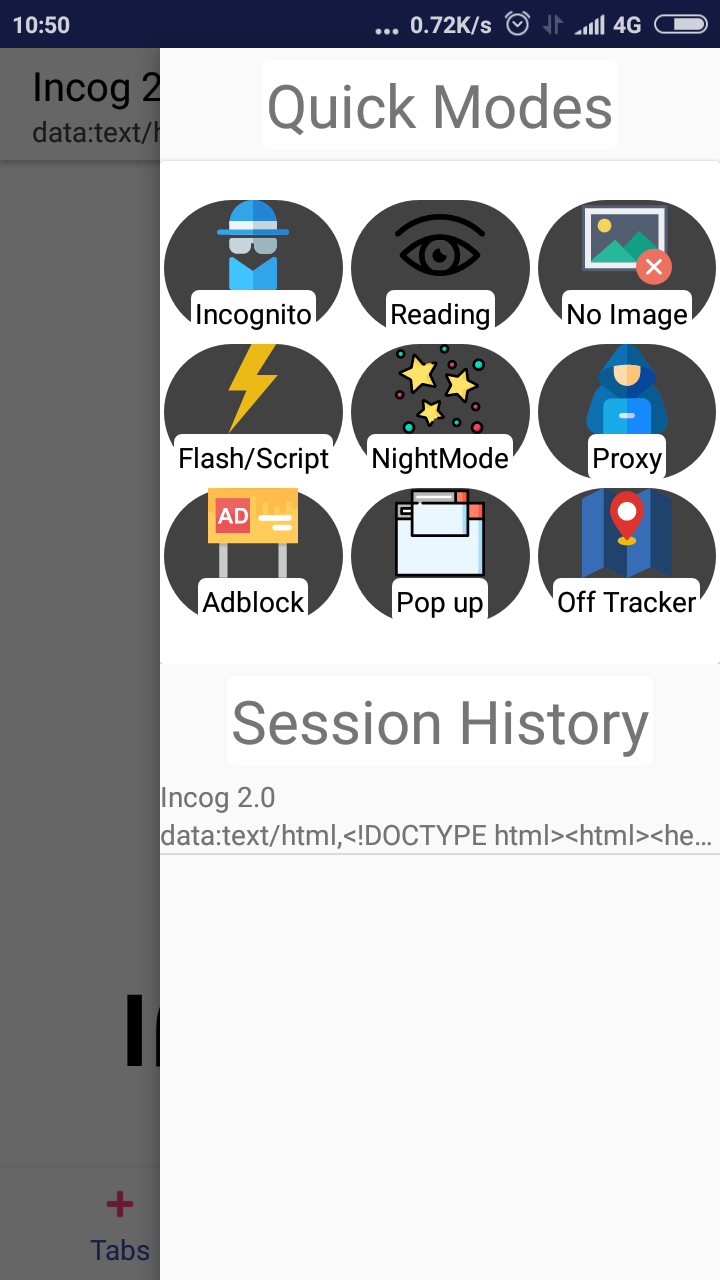 10:50 ... 0.72K/s 4G
Incog 2
data:text/h
Quick Modes
Incognito Reading No Image
Flash/Script NightMode Proxy
AD
Adblock Pop up Off Tracker
Session History
Incog 2.0
data:text/html,<!DOCTYPE html><html><he...
I
Tabs